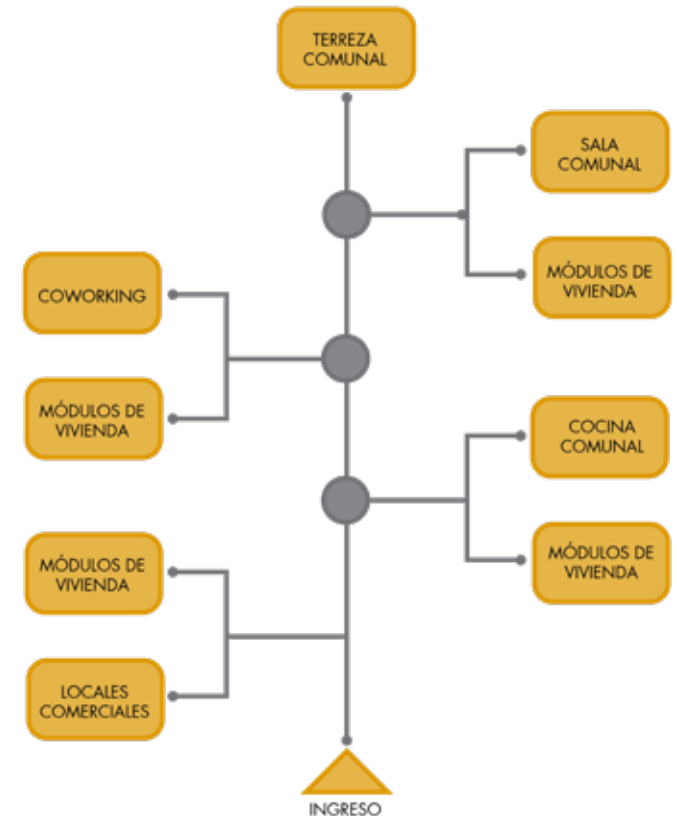 TERREZA
COMUNAL
SALA
COMUNAL
MÓDULOS DE
VIVIENDA
COWORKING
MÓDULOS DE
VIVIENDA
COCINA
COMUNAL
MÓDULOS DE
VIVIENDA
MÓDULOS DE
VIVIENDA
LOCALES
COMERCIALES
INGRESO